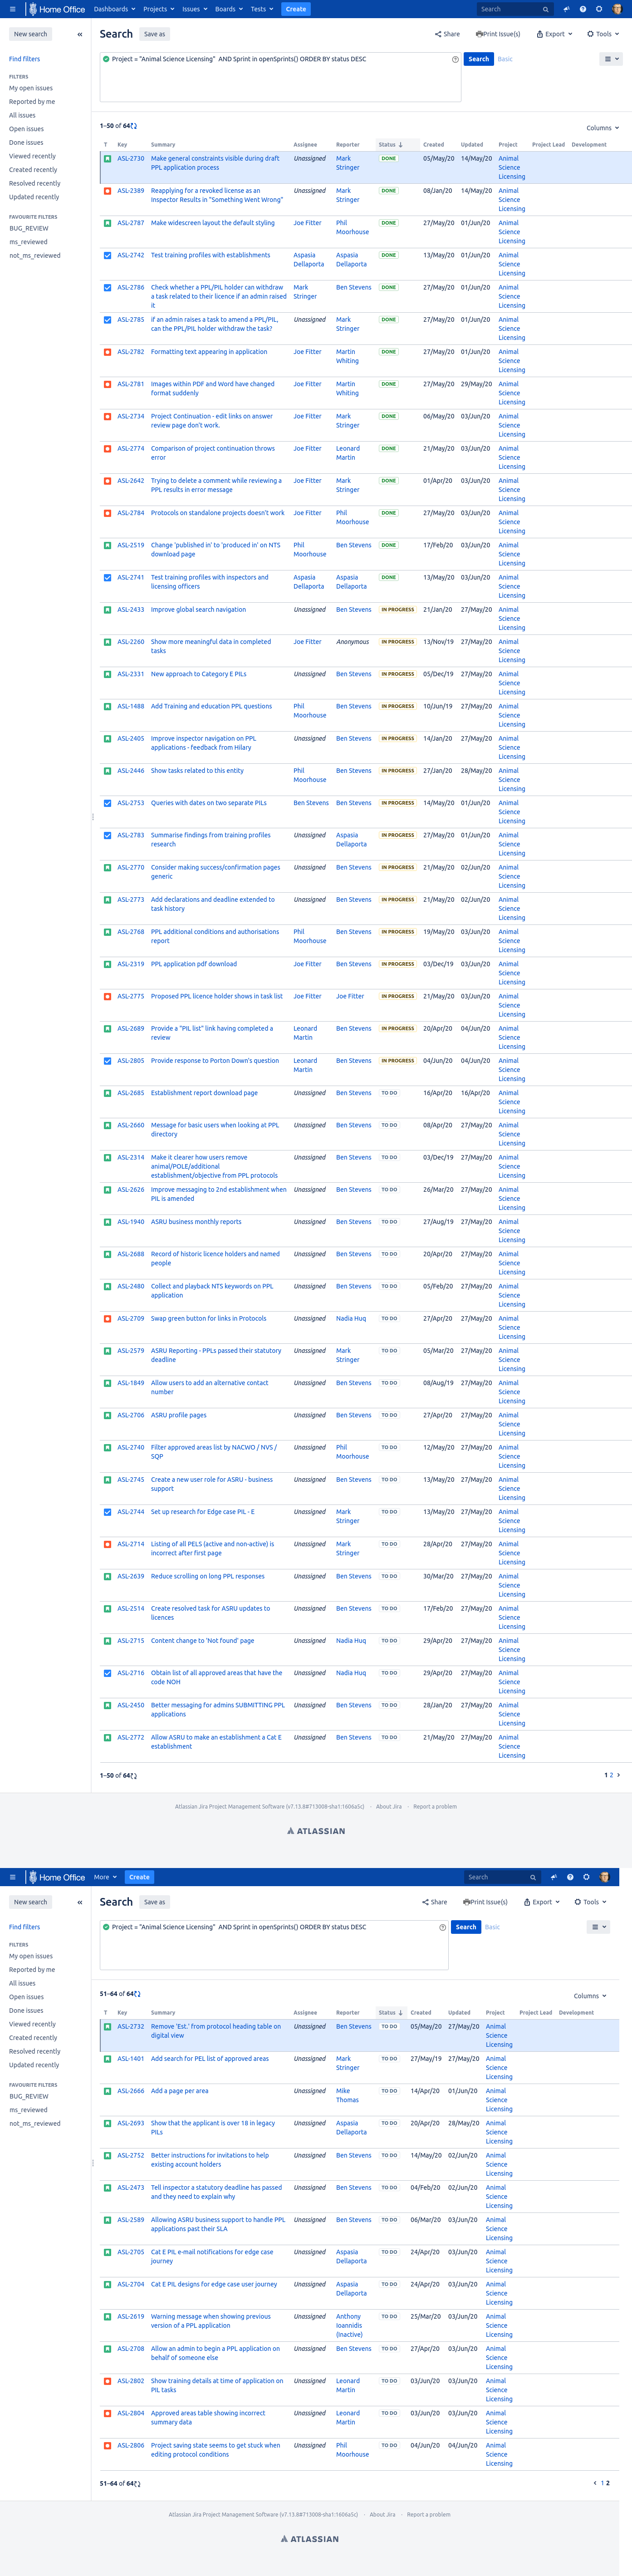 Home Office Dashboards Projects Issues Boards Tests Create Search
New search
Find filters
FILTERS
My open issues
Reported by me
All issues
Open issues
Done issues
Viewed recently
Created recently
Resolved recently
Updated recently
FAVOURITE FILTERS
BUG_REVIEW
ms_reviewed
not_ms_reviewed
Search Save as Share Print Issue(s) Export Tools
Project = "Animal Science Licensing" AND Sprint in openSprints() ORDER BY status DESC
Search Basic
1–50 of 64 Columns
T Key Summary Assignee Reporter Status Created Updated Project Project Lead Development
ASL-2730 Make general constraints visible during draft Unassigned Mark DONE 05/May/20 14/May/20 Animal
PPL application process Stringer Science
Licensing
ASL-2389 Reapplying for a revoked license as an Unassigned Mark DONE 08/Jan/20 14/May/20 Animal
Inspector Results in "Something Went Wrong" Stringer Science
Licensing
ASL-2787 Make widescreen layout the default styling Joe Fitter Phil DONE 27/May/20 01/Jun/20 Animal
Moorhouse Science
Licensing
ASL-2742 Test training profiles with establishments Aspasia Aspasia DONE 13/May/20 01/Jun/20 Animal
Dellaporta Dellaporta Science
Licensing
ASL-2786 Check whether a PPL/PIL holder can withdraw Mark Ben Stevens DONE 27/May/20 01/Jun/20 Animal
a task related to their licence if an admin raised Stringer Science
it Licensing
ASL-2785 if an admin raises a task to amend a PPL/PIL, Unassigned Mark DONE 27/May/20 01/Jun/20 Animal
can the PPL/PIL holder withdraw the task? Stringer Science
Licensing
ASL-2782 Formatting text appearing in application Joe Fitter Martin DONE 27/May/20 01/Jun/20 Animal
Whiting Science
Licensing
ASL-2781 Images within PDF and Word have changed Joe Fitter Martin DONE 27/May/20 29/May/20 Animal
format suddenly Whiting Science
Licensing
ASL-2734 Project Continuation - edit links on answer Joe Fitter Mark DONE 06/May/20 03/Jun/20 Animal
review page don't work. Stringer Science
Licensing
ASL-2774 Comparison of project continuation throws Joe Fitter Leonard DONE 21/May/20 03/Jun/20 Animal
error Martin Science
Licensing
ASL-2642 Trying to delete a comment while reviewing a Joe Fitter Mark DONE 01/Apr/20 03/Jun/20 Animal
PPL results in error message Stringer Science
Licensing
ASL-2784 Protocols on standalone projects doesn't work Joe Fitter Phil DONE 27/May/20 03/Jun/20 Animal
Moorhouse Science
Licensing
ASL-2519 Change 'published in' to 'produced in' on NTS Phil Ben Stevens DONE 17/Feb/20 03/Jun/20 Animal
download page Moorhouse Science
Licensing
ASL-2741 Test training profiles with inspectors and Aspasia Aspasia DONE 13/May/20 03/Jun/20 Animal
licensing officers Dellaporta Dellaporta Science
Licensing
ASL-2433 Improve global search navigation Unassigned Ben Stevens IN PROGRESS 21/Jan/20 27/May/20 Animal
Science
Licensing
ASL-2260 Show more meaningful data in completed Joe Fitter Anonymous IN PROGRESS 13/Nov/19 27/May/20 Animal
tasks Science
Licensing
ASL-2331 New approach to Category E PILs Unassigned Ben Stevens IN PROGRESS 05/Dec/19 27/May/20 Animal
Science
Licensing
ASL-1488 Add Training and education PPL questions Phil Ben Stevens IN PROGRESS 10/Jun/19 27/May/20 Animal
Moorhouse Science
Licensing
ASL-2405 Improve inspector navigation on PPL Unassigned Ben Stevens IN PROGRESS 14/Jan/20 27/May/20 Animal
applications - feedback from Hilary Science
Licensing
ASL-2446 Show tasks related to this entity Phil Ben Stevens IN PROGRESS 27/Jan/20 28/May/20 Animal
Moorhouse Science
Licensing
ASL-2753 Queries with dates on two separate PILs Ben Stevens Ben Stevens IN PROGRESS 14/May/20 01/Jun/20 Animal
Science
Licensing
ASL-2783 Summarise findings from training profiles Unassigned Aspasia IN PROGRESS 27/May/20 01/Jun/20 Animal
research Dellaporta Science
Licensing
ASL-2770 Consider making success/confirmation pages Unassigned Ben Stevens IN PROGRESS 21/May/20 02/Jun/20 Animal
generic Science
Licensing
ASL-2773 Add declarations and deadline extended to Unassigned Ben Stevens IN PROGRESS 21/May/20 02/Jun/20 Animal
task history Science
Licensing
ASL-2768 PPL additional conditions and authorisations Phil Ben Stevens IN PROGRESS 19/May/20 03/Jun/20 Animal
report Moorhouse Science
Licensing
ASL-2319 PPL application pdf download Joe Fitter Ben Stevens IN PROGRESS 03/Dec/19 03/Jun/20 Animal
Science
Licensing
ASL-2775 Proposed PPL licence holder shows in task list Joe Fitter Joe Fitter IN PROGRESS 21/May/20 03/Jun/20 Animal
Science
Licensing
ASL-2689 Provide a "PIL list" link having completed a Leonard Ben Stevens IN PROGRESS 20/Apr/20 04/Jun/20 Animal
review Martin Science
Licensing
ASL-2805 Provide response to Porton Down's question Leonard Ben Stevens IN PROGRESS 04/Jun/20 04/Jun/20 Animal
Martin Science
Licensing
ASL-2685 Establishment report download page Unassigned Ben Stevens TO DO 16/Apr/20 16/Apr/20 Animal
Science
Licensing
ASL-2660 Message for basic users when looking at PPL Unassigned Ben Stevens TO DO 08/Apr/20 27/May/20 Animal
directory Science
Licensing
ASL-2314 Make it clearer how users remove Unassigned Ben Stevens TO DO 03/Dec/19 27/May/20 Animal
animal/POLE/additional Science
establishment/objective from PPL protocols Licensing
ASL-2626 Improve messaging to 2nd establishment when Unassigned Ben Stevens TO DO 26/Mar/20 27/May/20 Animal
PIL is amended Science
Licensing
ASL-1940 ASRU business monthly reports Unassigned Ben Stevens TO DO 27/Aug/19 27/May/20 Animal
Science
Licensing
ASL-2688 Record of historic licence holders and named Unassigned Ben Stevens TO DO 20/Apr/20 27/May/20 Animal
people Science
Licensing
ASL-2480 Collect and playback NTS keywords on PPL Unassigned Ben Stevens TO DO 05/Feb/20 27/May/20 Animal
application Science
Licensing
ASL-2709 Swap green button for links in Protocols Unassigned Nadia Huq TO DO 27/Apr/20 27/May/20 Animal
Science
Licensing
ASL-2579 ASRU Reporting - PPLs passed their statutory Unassigned Mark TO DO 05/Mar/20 27/May/20 Animal
deadline Stringer Science
Licensing
ASL-1849 Allow users to add an alternative contact Unassigned Ben Stevens TO DO 08/Aug/19 27/May/20 Animal
number Science
Licensing
ASL-2706 ASRU profile pages Unassigned Ben Stevens TO DO 27/Apr/20 27/May/20 Animal
Science
Licensing
ASL-2740 Filter approved areas list by NACWO / NVS / Unassigned Phil TO DO 12/May/20 27/May/20 Animal
SQP Moorhouse Science
Licensing
ASL-2745 Create a new user role for ASRU - business Unassigned Ben Stevens TO DO 13/May/20 27/May/20 Animal
support Science
Licensing
ASL-2744 Set up research for Edge case PIL - E Unassigned Mark TO DO 13/May/20 27/May/20 Animal
Stringer Science
Licensing
ASL-2714 Listing of all PELS (active and non-active) is Unassigned Mark TO DO 28/Apr/20 27/May/20 Animal
incorrect after first page Stringer Science
Licensing
ASL-2639 Reduce scrolling on long PPL responses Unassigned Ben Stevens TO DO 30/Mar/20 27/May/20 Animal
Science
Licensing
ASL-2514 Create resolved task for ASRU updates to Unassigned Ben Stevens TO DO 17/Feb/20 27/May/20 Animal
licences Science
Licensing
ASL-2715 Content change to 'Not found' page Unassigned Nadia Huq TO DO 29/Apr/20 27/May/20 Animal
Science
Licensing
ASL-2716 Obtain list of all approved areas that have the Unassigned Nadia Huq TO DO 29/Apr/20 27/May/20 Animal
code NOH Science
Licensing
ASL-2450 Better messaging for admins SUBMITTING PPL Unassigned Ben Stevens TO DO 28/Jan/20 27/May/20 Animal
applications Science
Licensing
ASL-2772 Allow ASRU to make an establishment a Cat E Unassigned Ben Stevens TO DO 21/May/20 27/May/20 Animal
establishment Science
Licensing
1–50 of 64 1 2
Atlassian Jira Project Management Software (v7.13.8#713008-sha1:1606a5c) · About Jira · Report a problem
ATLASSIAN
Home Office More Create Search
New search
Find filters
FILTERS
My open issues
Reported by me
All issues
Open issues
Done issues
Viewed recently
Created recently
Resolved recently
Updated recently
FAVOURITE FILTERS
BUG_REVIEW
ms_reviewed
not_ms_reviewed
Search Save as Share Print Issue(s) Export Tools
Project = "Animal Science Licensing" AND Sprint in openSprints() ORDER BY status DESC
Search Basic
51–64 of 64 Columns
T Key Summary Assignee Reporter Status Created Updated Project Project Lead Development
ASL-2732 Remove 'Est.' from protocol heading table on Unassigned Ben Stevens TO DO 05/May/20 27/May/20 Animal
digital view Science
Licensing
ASL-1401 Add search for PEL list of approved areas Unassigned Mark TO DO 27/May/19 27/May/20 Animal
Stringer Science
Licensing
ASL-2666 Add a page per area Unassigned Mike TO DO 14/Apr/20 01/Jun/20 Animal
Thomas Science
Licensing
ASL-2693 Show that the applicant is over 18 in legacy Unassigned Aspasia TO DO 20/Apr/20 28/May/20 Animal
PILs Dellaporta Science
Licensing
ASL-2752 Better instructions for invitations to help Unassigned Ben Stevens TO DO 14/May/20 02/Jun/20 Animal
existing account holders Science
Licensing
ASL-2473 Tell inspector a statutory deadline has passed Unassigned Ben Stevens TO DO 04/Feb/20 02/Jun/20 Animal
and they need to explain why Science
Licensing
ASL-2589 Allowing ASRU business support to handle PPL Unassigned Ben Stevens TO DO 06/Mar/20 03/Jun/20 Animal
applications past their SLA Science
Licensing
ASL-2705 Cat E PIL e-mail notifications for edge case Unassigned Aspasia TO DO 24/Apr/20 03/Jun/20 Animal
journey Dellaporta Science
Licensing
ASL-2704 Cat E PIL designs for edge case user journey Unassigned Aspasia TO DO 24/Apr/20 03/Jun/20 Animal
Dellaporta Science
Licensing
ASL-2619 Warning message when showing previous Unassigned Anthony TO DO 25/Mar/20 03/Jun/20 Animal
version of a PPL application Ioannidis Science
(Inactive) Licensing
ASL-2708 Allow an admin to begin a PPL application on Unassigned Ben Stevens TO DO 27/Apr/20 03/Jun/20 Animal
behalf of someone else Science
Licensing
ASL-2802 Show training details at time of application on Unassigned Leonard TO DO 03/Jun/20 03/Jun/20 Animal
PIL tasks Martin Science
Licensing
ASL-2804 Approved areas table showing incorrect Unassigned Leonard TO DO 03/Jun/20 03/Jun/20 Animal
summary data Martin Science
Licensing
ASL-2806 Project saving state seems to get stuck when Unassigned Phil TO DO 04/Jun/20 04/Jun/20 Animal
editing protocol conditions Moorhouse Science
Licensing
51–64 of 64 1 2
Atlassian Jira Project Management Software (v7.13.8#713008-sha1:1606a5c) · About Jira · Report a problem
ATLASSIAN